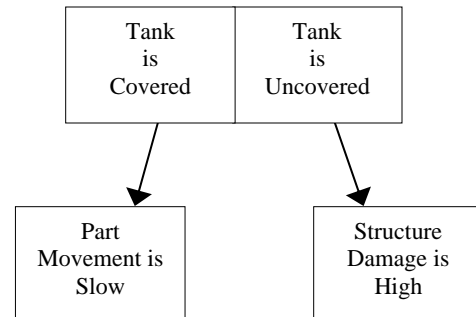 Tank
is
Covered
Tank
is
Uncovered
Part
Movement is
Slow
Structure
Damage is
High